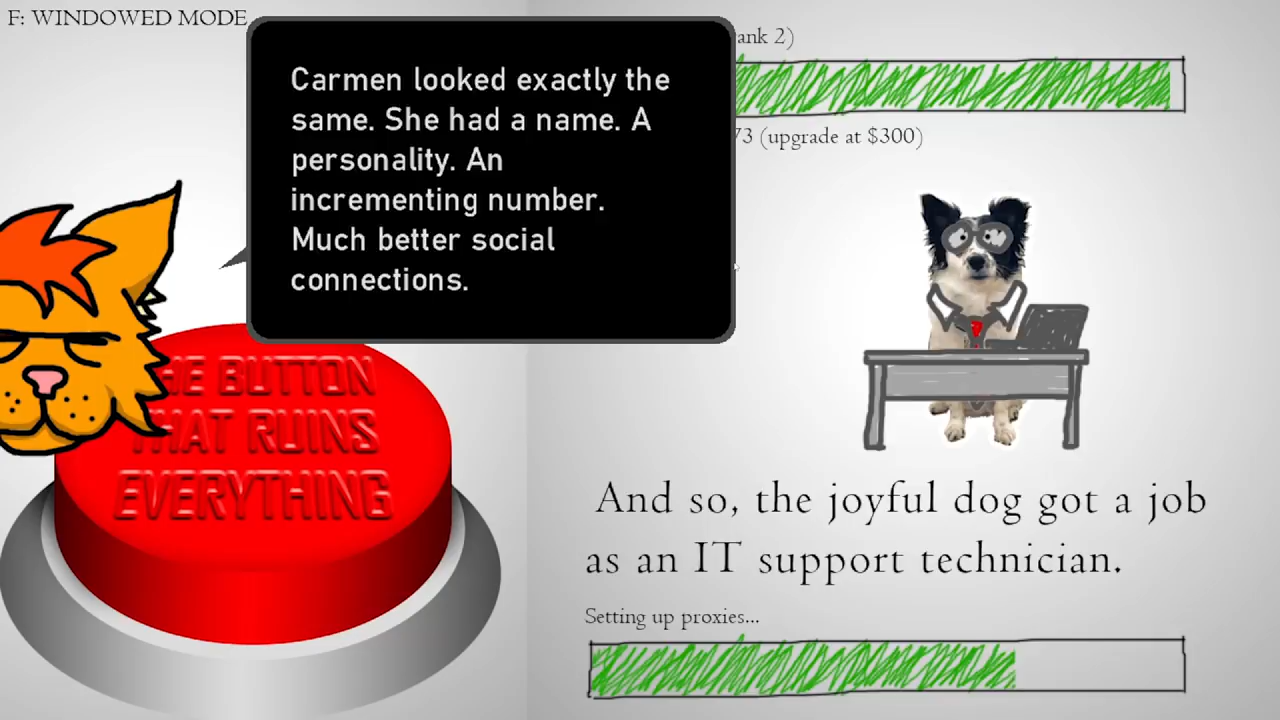 F: WINDOWED MODE
Carmen looked exactly the
same. She had a name. A
personality. An
incrementing number.
Much better social
connections.
ank 2)
73 (upgrade at $300)
HE BUTTON
THAT RUINS
EVERYTHING
And so, the joyful dog got a job
as an IT support technician.
Setting up proxies...